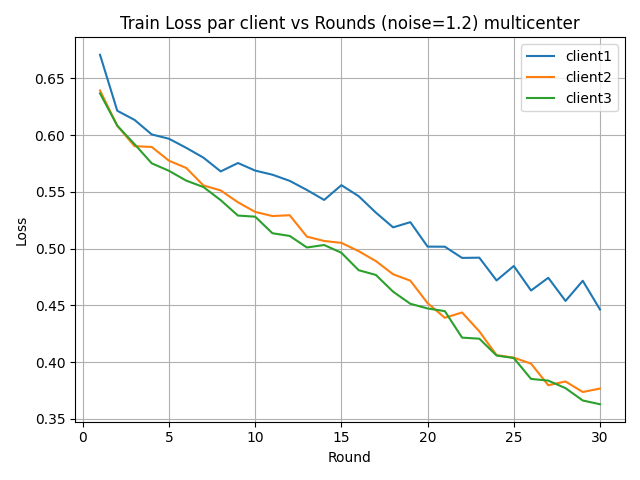 Train Loss par client vs Rounds (noise=1.2) multicenter
client1
client2
client3
Loss
0.65
0.60
0.55
0.50
0.45
0.40
0.35
0 5 10 15 20 25 30
Round